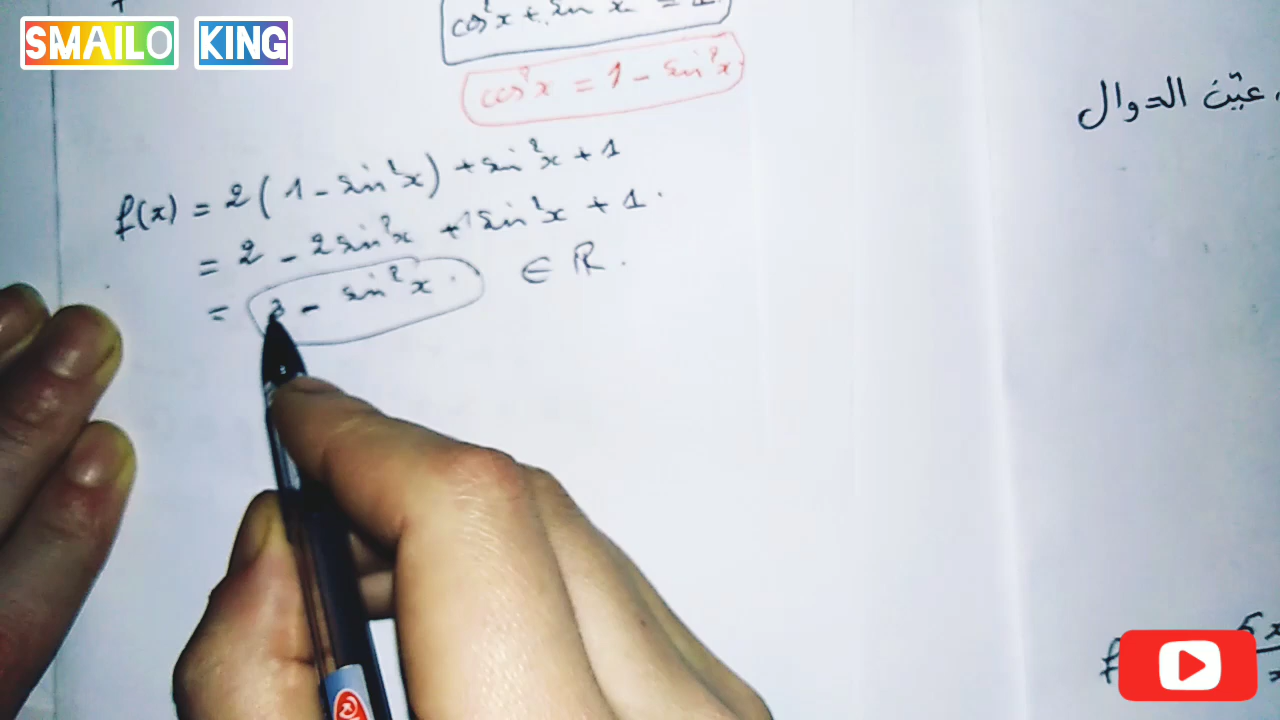 SMAILO KING
cos²x + sin²x = 1
cos²x = 1 - sin²x
عيّن الدوال
f(x) = 2(1 - sin²x) + sin²x + 1
= 2 - 2sin²x + 1sin²x + 1.
= 3 - sin²x. ∈ ℝ.